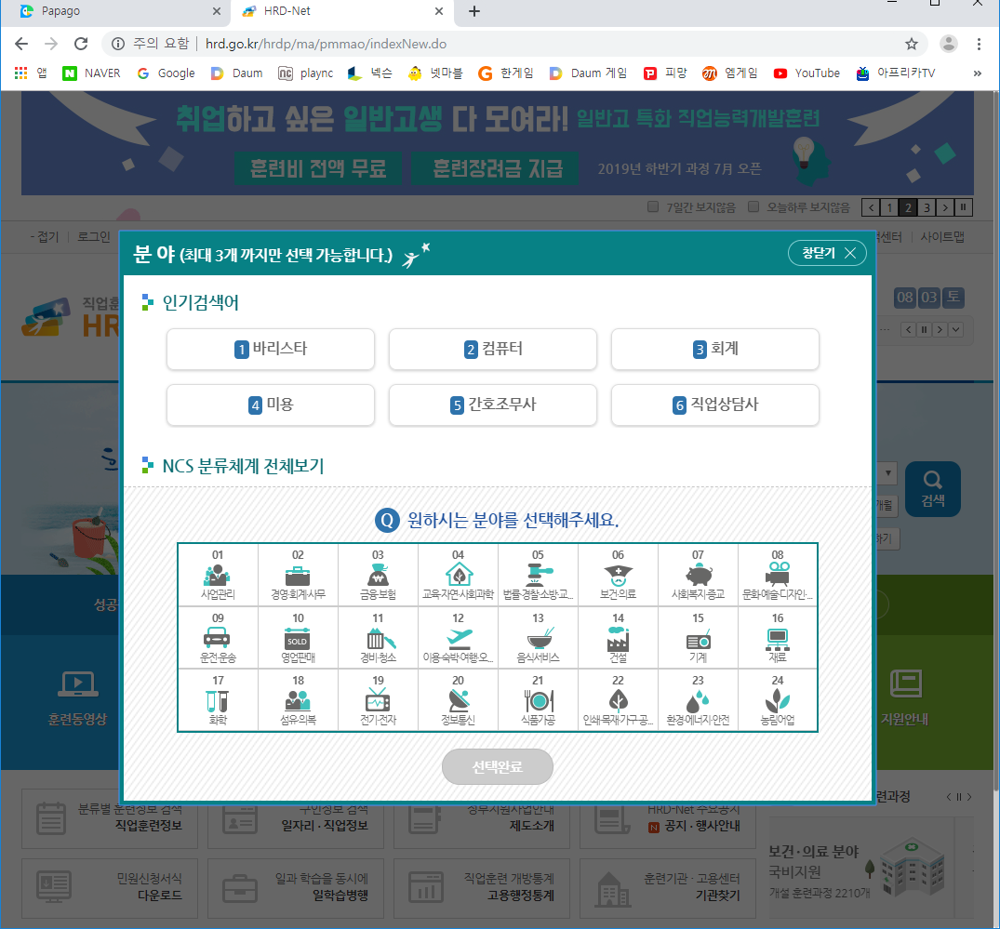 Papago
HRD-Net
주의 요함 | hrd.go.kr/hrdp/ma/pmmao/indexNew.do
앱 NAVER Google Daum plaync 넥슨 넷마블 한게임 Daum 게임 피망 엠게임 YouTube 아프리카TV »
취업하고 싶은 일반고생 다 모여라! 일반고 특화 직업능력개발훈련
훈련비 전액 무료 훈련장려금 지급 2019년 하반기 과정 7월 오픈
7일간 보지않음 오늘하루 보지않음 < 1 2 3 >
- 접기 | 로그인
객센터 | 사이트맵
분 야 (최대 3개 까지만 선택 가능합니다.) 창닫기
직업훈
HR
08 03 토
인기검색어
1 바리스타 2 컴퓨터 3 회계
4 미용 5 간호조무사 6 직업상담사
NCS 분류체계 전체보기
검색
개월
하기
Q 원하시는 분야를 선택해주세요.
01 02 03 04 05 06 07 08
사업관리 경영·회계·사무 금융·보험 교육·자연·사회과학 법률·경찰·소방·교... 보건·의료 사회복지·종교 문화·예술·디자인·...
09 10 11 12 13 14 15 16
SOLD
운전·운송 영업판매 경비·청소 이용·숙박·여행·오... 음식서비스 건설 기계 재료
17 18 19 20 21 22 23 24
화학 섬유·의복 전기·전자 정보통신 식품가공 인쇄·목재·가구·공... 환경·에너지·안전 농림어업
성공
훈련동영상
지원안내
선택완료
분류별 훈련정보 검색
직업훈련정보
구인정보 검색
일자리 · 직업정보
정부지원사업안내
제도소개
HRD-Net 주요공지
N 공지 · 행사안내
련과정
보건·의료 분야
국비지원
개설 훈련과정 2210개
민원신청서식
다운로드
일과 학습을 동시에
일학습병행
직업훈련 개방통계
고용행정통계
훈련기관 · 고용센터
기관찾기